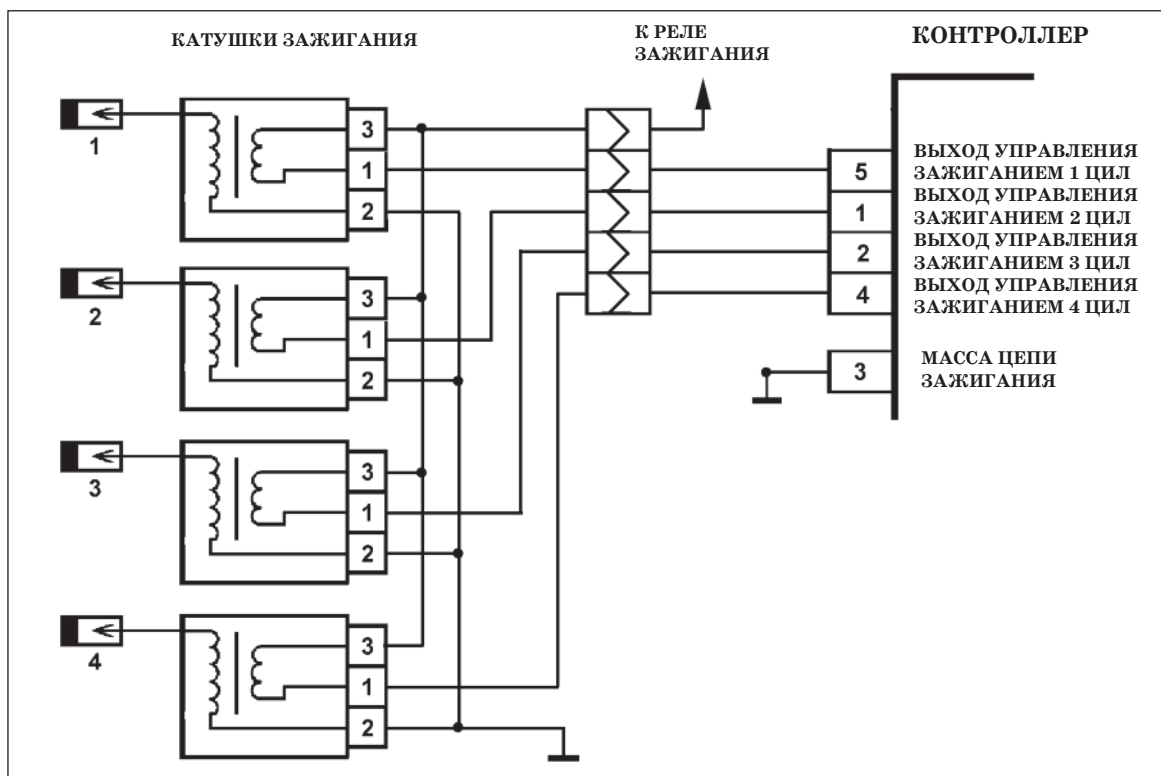 КАТУШКИ ЗАЖИГАНИЯ
К РЕЛЕ
ЗАЖИГАНИЯ
КОНТРОЛЛЕР
1
3
1
2
5
ВЫХОД УПРАВЛЕНИЯ
ЗАЖИГАНИЕМ 1 ЦИЛ
1
ВЫХОД УПРАВЛЕНИЯ
ЗАЖИГАНИЕМ 2 ЦИЛ
2
ВЫХОД УПРАВЛЕНИЯ
ЗАЖИГАНИЕМ 3 ЦИЛ
4
ВЫХОД УПРАВЛЕНИЯ
ЗАЖИГАНИЕМ 4 ЦИЛ
3
МАССА ЦЕПИ
ЗАЖИГАНИЯ
2
3
1
2
3
3
1
2
4
3
1
2